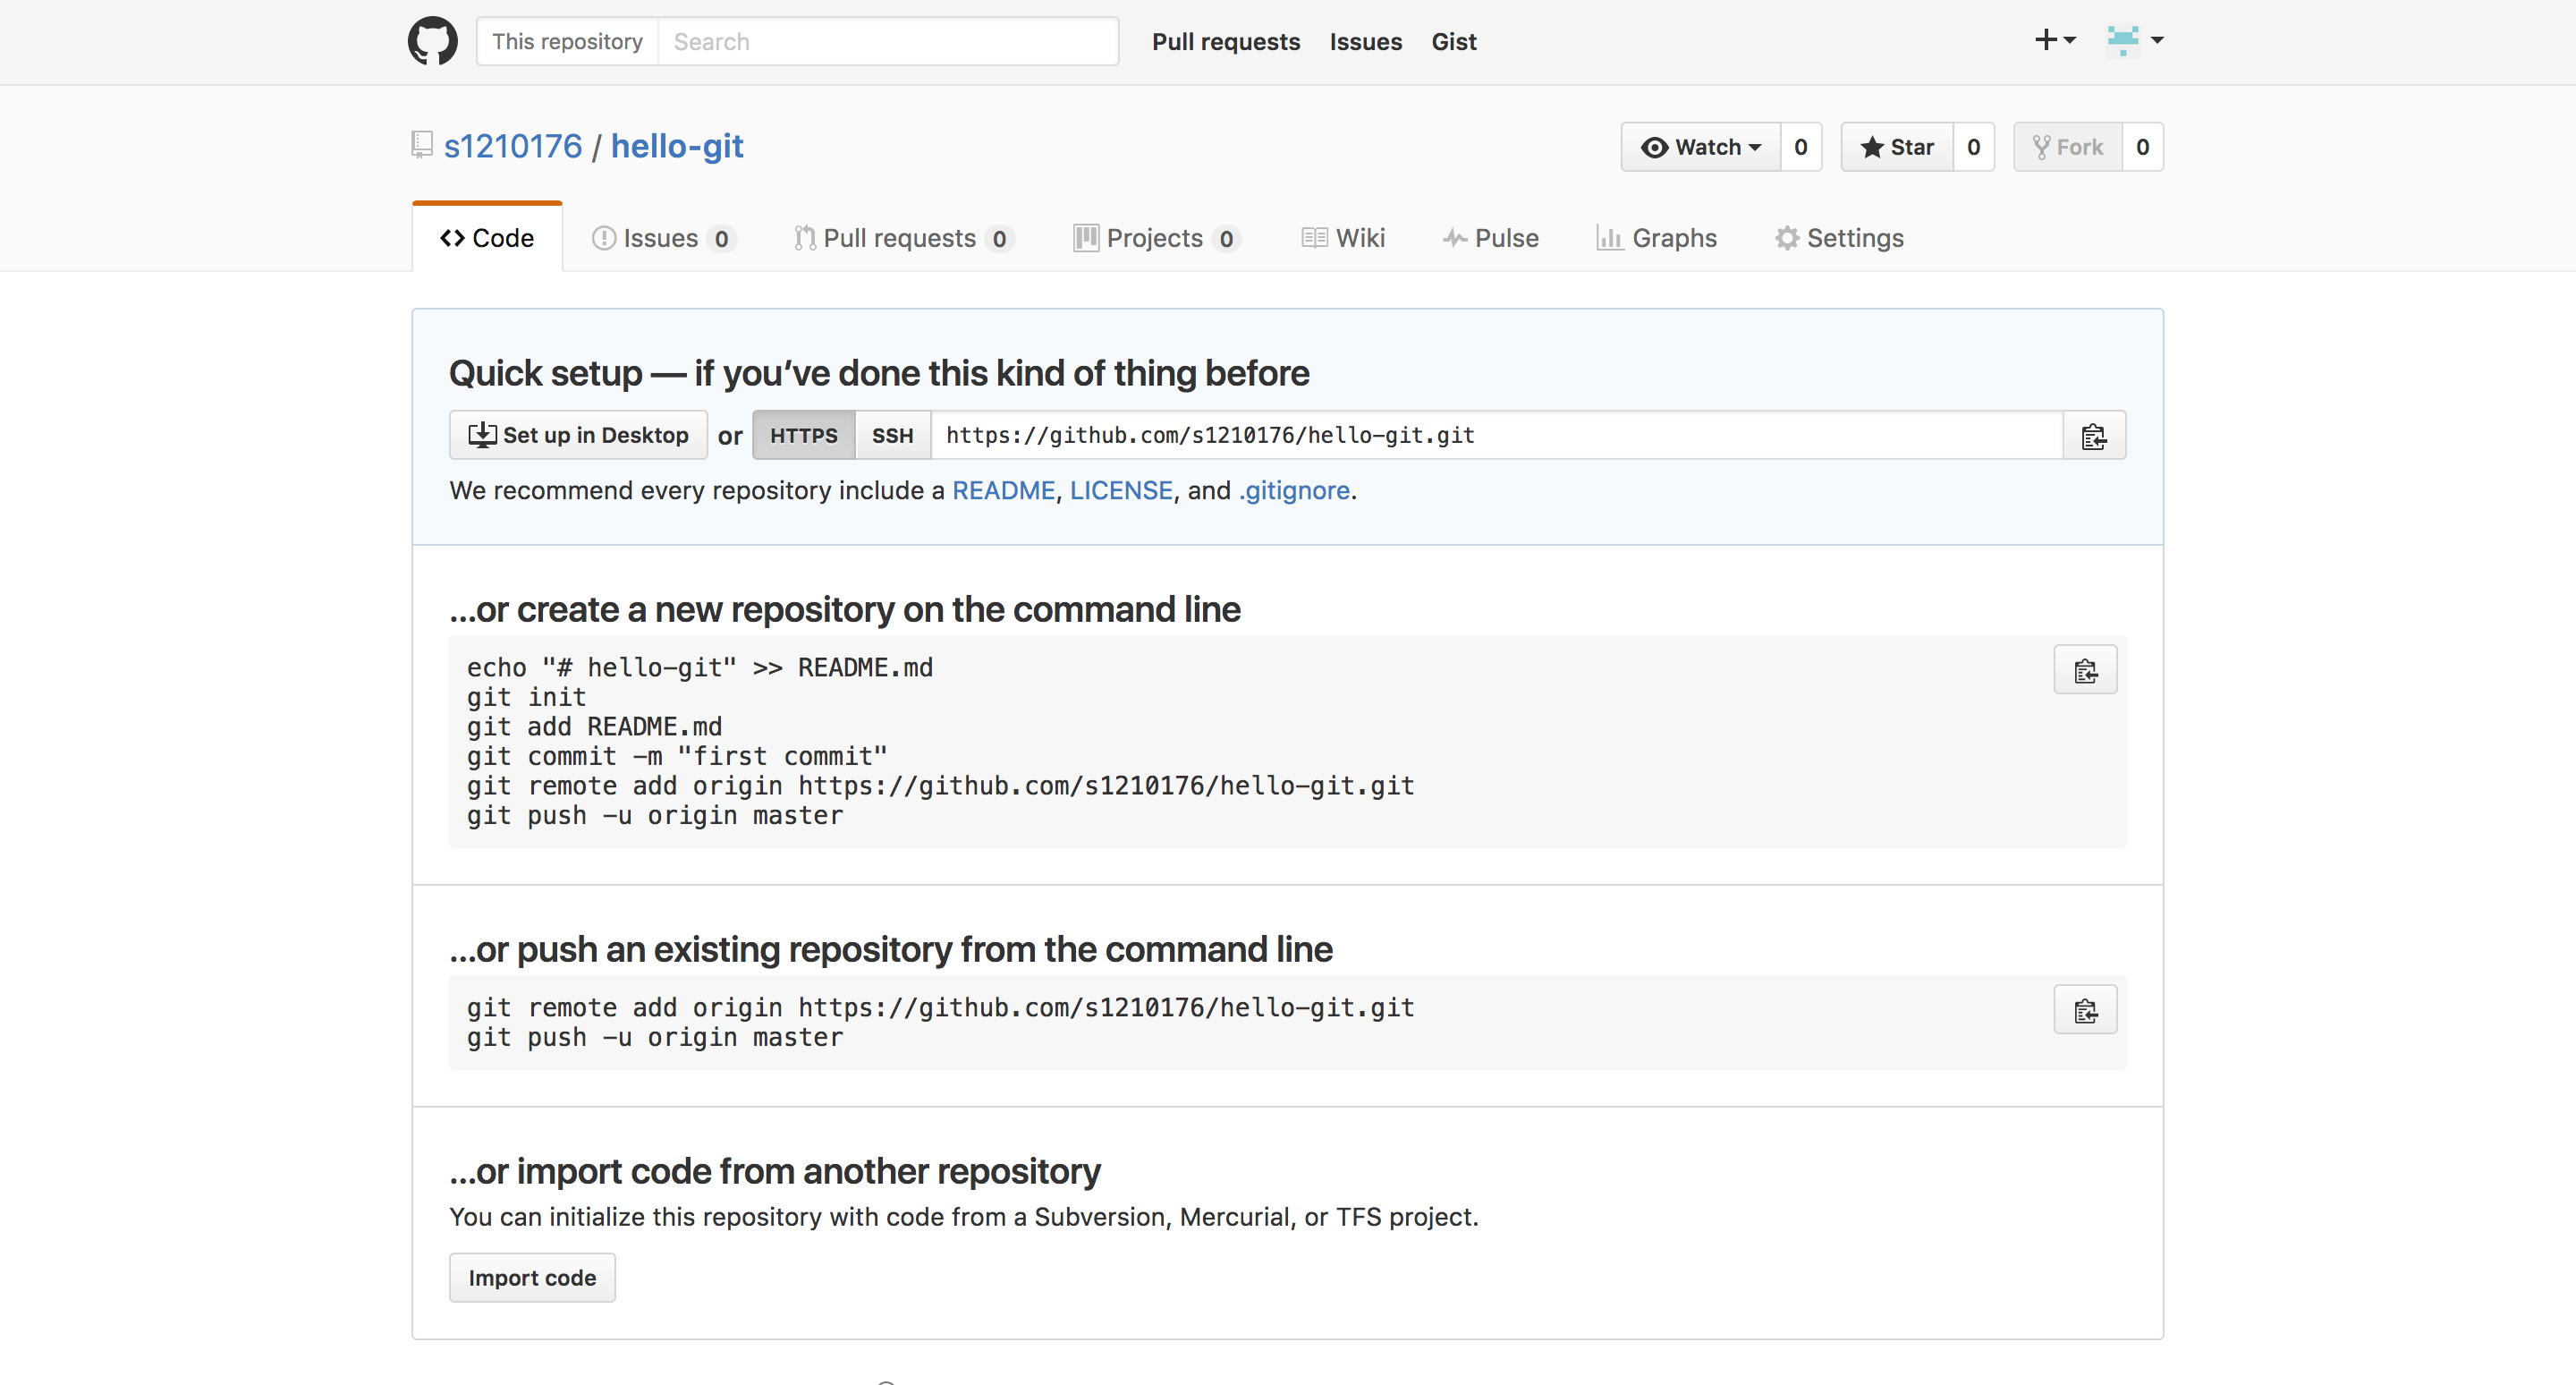 This repository Search Pull requests Issues Gist
s1210176 / hello-git Watch 0 Star 0 Fork 0
Code Issues 0 Pull requests 0 Projects 0 Wiki Pulse Graphs Settings
Quick setup — if you’ve done this kind of thing before
Set up in Desktop or HTTPS SSH https://github.com/s1210176/hello-git.git
We recommend every repository include a README, LICENSE, and .gitignore.
…or create a new repository on the command line
echo "# hello-git" >> README.md
git init
git add README.md
git commit -m "first commit"
git remote add origin https://github.com/s1210176/hello-git.git
git push -u origin master
…or push an existing repository from the command line
git remote add origin https://github.com/s1210176/hello-git.git
git push -u origin master
…or import code from another repository
You can initialize this repository with code from a Subversion, Mercurial, or TFS project.
Import code